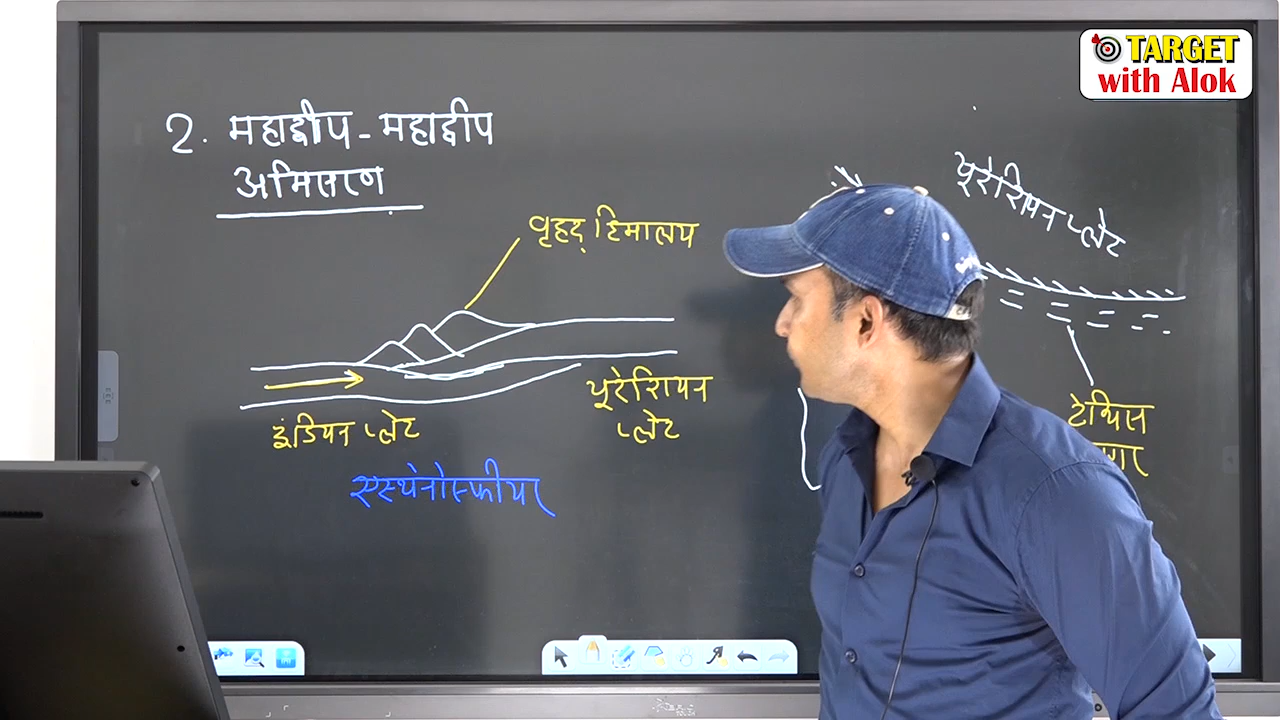 TARGET
with Alok
2. महाद्वीप - महाद्वीप
अभिसरण
वृहद् हिमालय
यूरेशियन प्लेट
इंडियन प्लेट
यूरेशियन
प्लेट
एस्थेनोस्फीयर
टेथिस